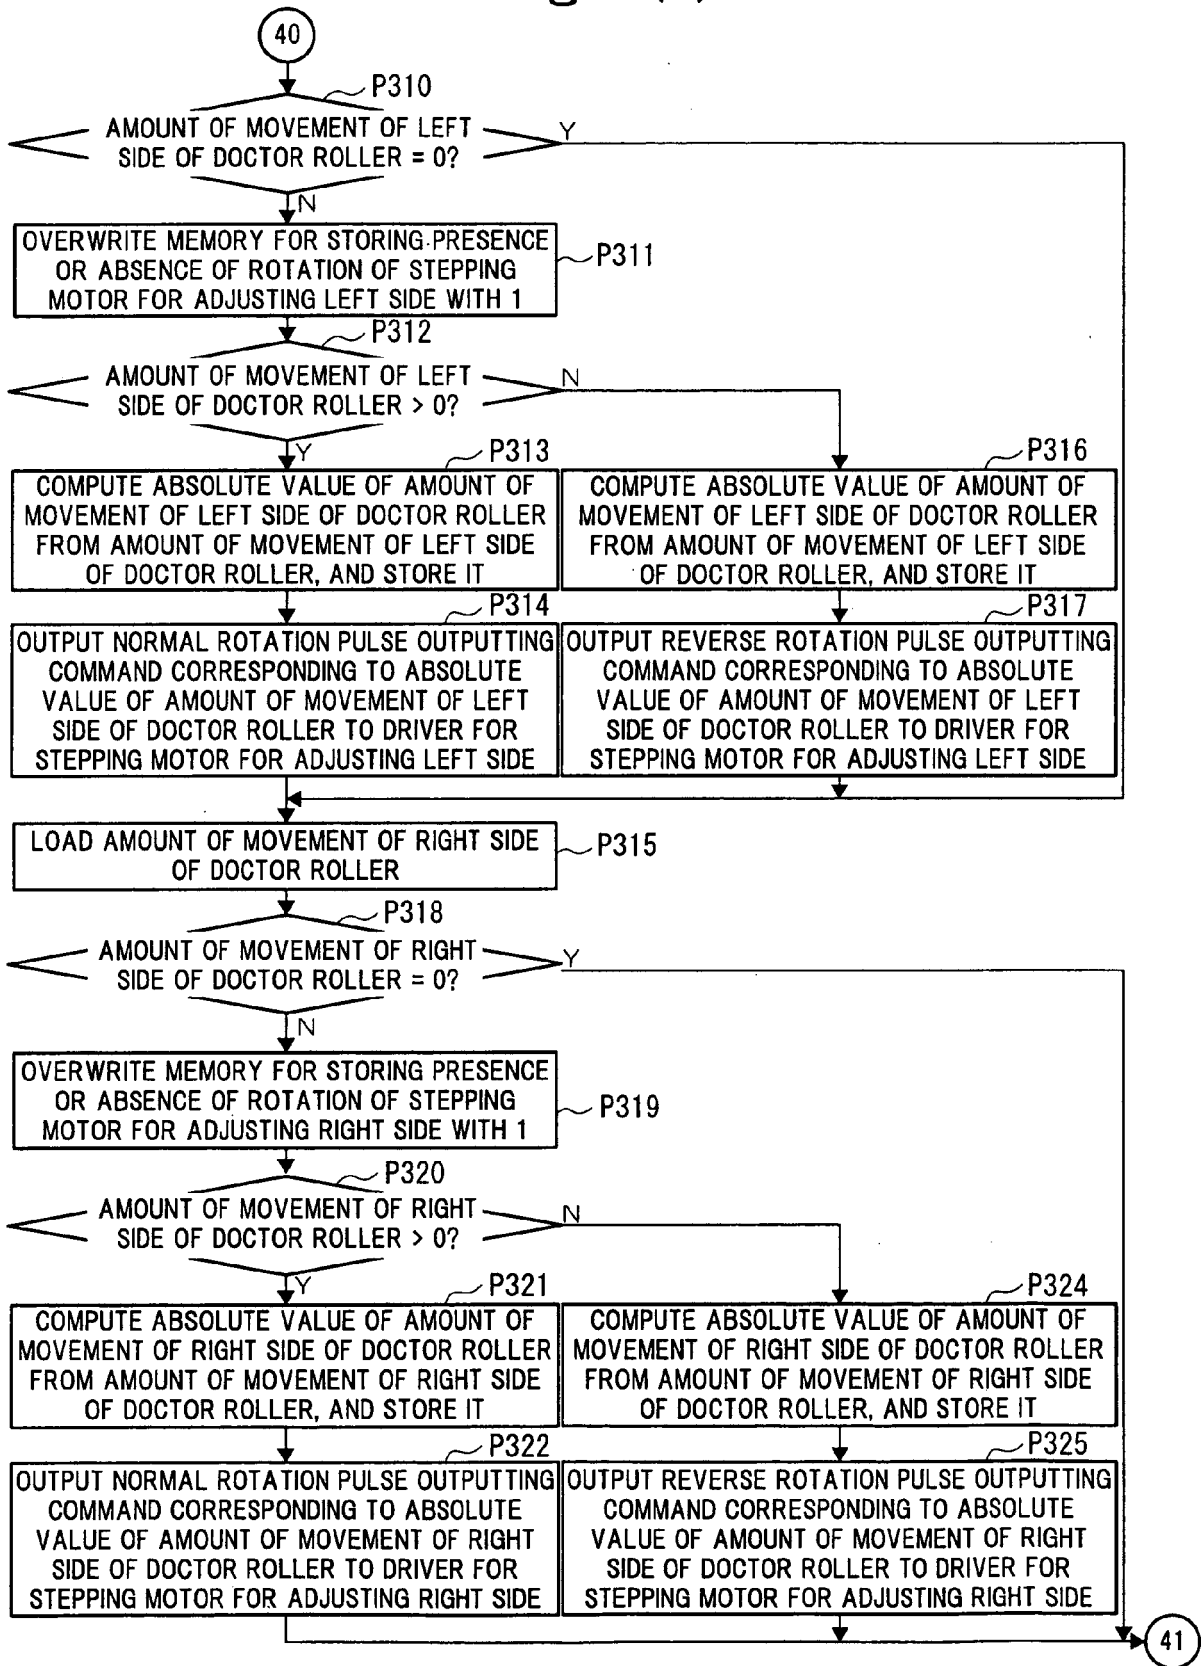 40
P310
AMOUNT OF MOVEMENT OF LEFT
SIDE OF DOCTOR ROLLER = 0?
Y
N
OVERWRITE MEMORY FOR STORING PRESENCE
OR ABSENCE OF ROTATION OF STEPPING
MOTOR FOR ADJUSTING LEFT SIDE WITH 1
P311
P312
AMOUNT OF MOVEMENT OF LEFT
SIDE OF DOCTOR ROLLER > 0?
N
Y
P313
COMPUTE ABSOLUTE VALUE OF AMOUNT OF
MOVEMENT OF LEFT SIDE OF DOCTOR ROLLER
FROM AMOUNT OF MOVEMENT OF LEFT SIDE
OF DOCTOR ROLLER, AND STORE IT
P316
COMPUTE ABSOLUTE VALUE OF AMOUNT OF
MOVEMENT OF LEFT SIDE OF DOCTOR ROLLER
FROM AMOUNT OF MOVEMENT OF LEFT SIDE
OF DOCTOR ROLLER, AND STORE IT
P314
OUTPUT NORMAL ROTATION PULSE OUTPUTTING
COMMAND CORRESPONDING TO ABSOLUTE
VALUE OF AMOUNT OF MOVEMENT OF LEFT
SIDE OF DOCTOR ROLLER TO DRIVER FOR
STEPPING MOTOR FOR ADJUSTING LEFT SIDE
P317
OUTPUT REVERSE ROTATION PULSE OUTPUTTING
COMMAND CORRESPONDING TO ABSOLUTE
VALUE OF AMOUNT OF MOVEMENT OF LEFT
SIDE OF DOCTOR ROLLER TO DRIVER FOR
STEPPING MOTOR FOR ADJUSTING LEFT SIDE
LOAD AMOUNT OF MOVEMENT OF RIGHT SIDE
OF DOCTOR ROLLER
P315
P318
AMOUNT OF MOVEMENT OF RIGHT
SIDE OF DOCTOR ROLLER = 0?
Y
N
OVERWRITE MEMORY FOR STORING PRESENCE
OR ABSENCE OF ROTATION OF STEPPING
MOTOR FOR ADJUSTING RIGHT SIDE WITH 1
P319
P320
AMOUNT OF MOVEMENT OF RIGHT
SIDE OF DOCTOR ROLLER > 0?
N
Y
P321
COMPUTE ABSOLUTE VALUE OF AMOUNT OF
MOVEMENT OF RIGHT SIDE OF DOCTOR ROLLER
FROM AMOUNT OF MOVEMENT OF RIGHT SIDE
OF DOCTOR ROLLER, AND STORE IT
P324
COMPUTE ABSOLUTE VALUE OF AMOUNT OF
MOVEMENT OF RIGHT SIDE OF DOCTOR ROLLER
FROM AMOUNT OF MOVEMENT OF RIGHT SIDE
OF DOCTOR ROLLER, AND STORE IT
P322
OUTPUT NORMAL ROTATION PULSE OUTPUTTING
COMMAND CORRESPONDING TO ABSOLUTE
VALUE OF AMOUNT OF MOVEMENT OF RIGHT
SIDE OF DOCTOR ROLLER TO DRIVER FOR
STEPPING MOTOR FOR ADJUSTING RIGHT SIDE
P325
OUTPUT REVERSE ROTATION PULSE OUTPUTTING
COMMAND CORRESPONDING TO ABSOLUTE
VALUE OF AMOUNT OF MOVEMENT OF RIGHT
SIDE OF DOCTOR ROLLER TO DRIVER FOR
STEPPING MOTOR FOR ADJUSTING RIGHT SIDE
41